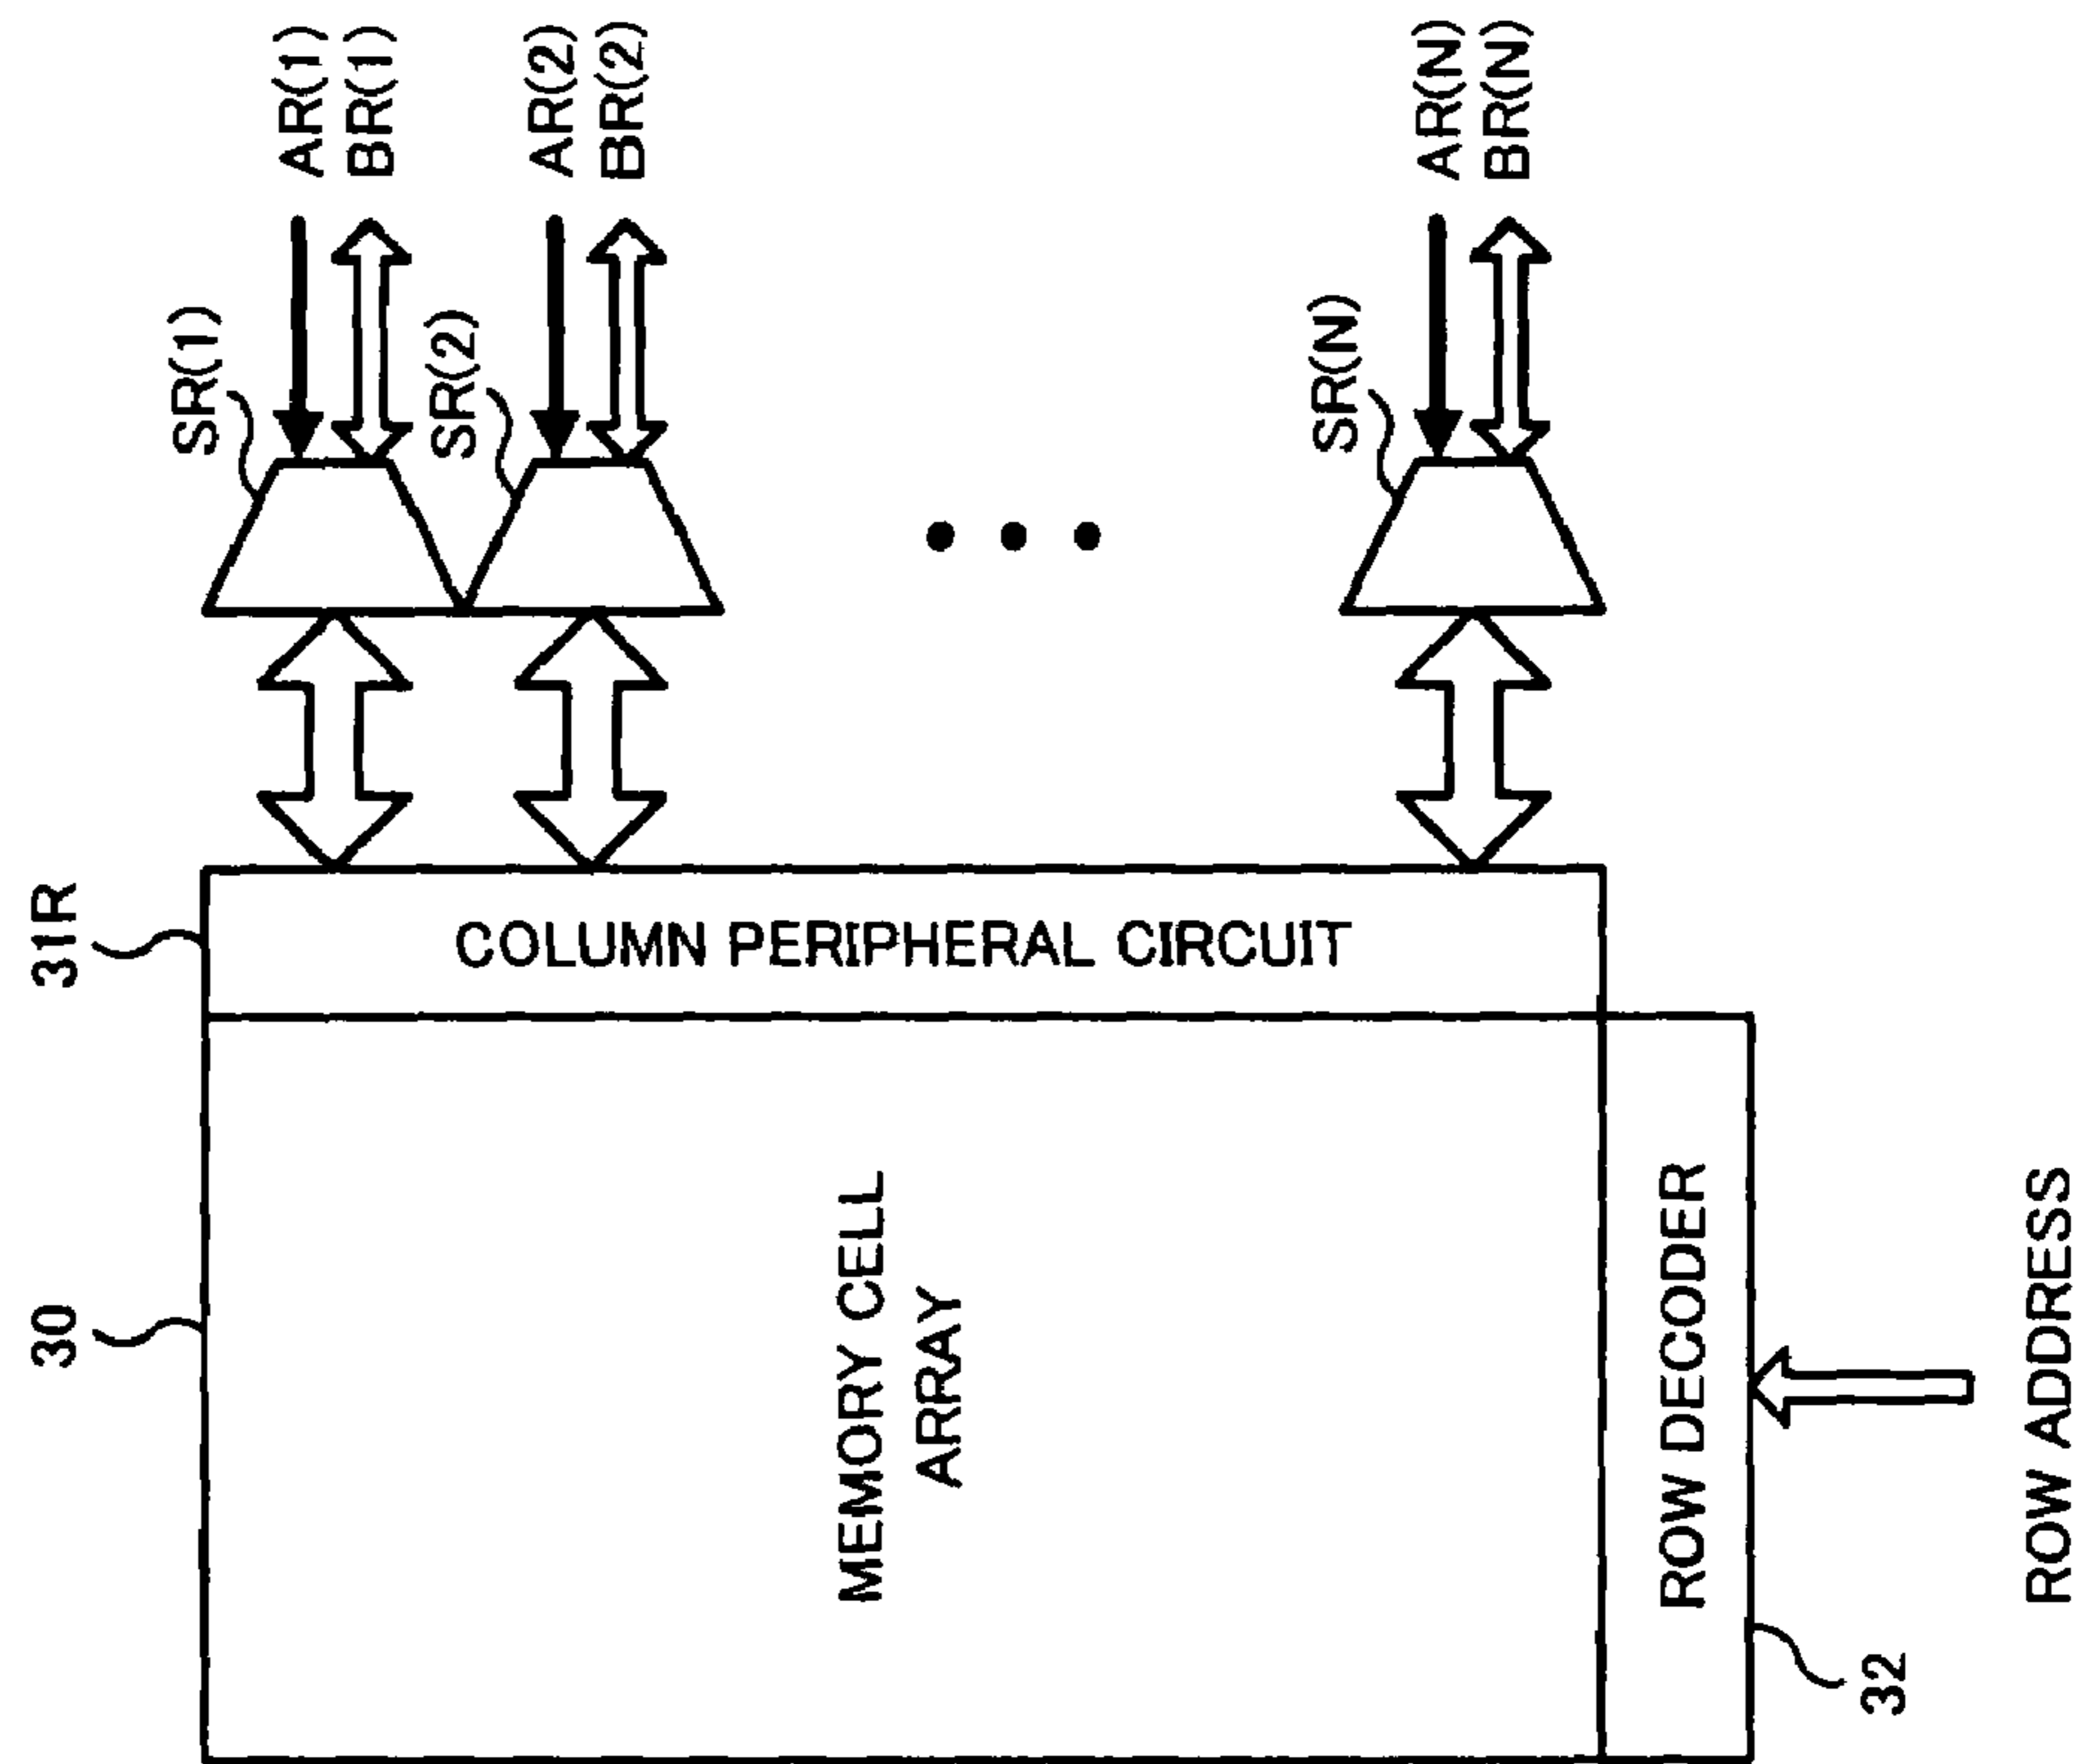 AR(1)
BR(1)
AR(2)
BR(2)
AR(N)
BR(N)
SR(1)
SR(2)
SR(N)
31R
COLUMN PERIPHERAL CIRCUIT
30
MEMORY CELL
ARRAY
ROW DECODER
ROW ADDRESS
32